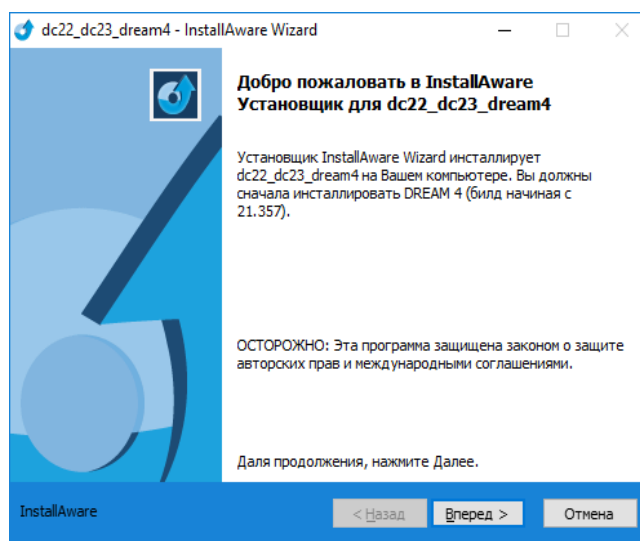 dc22_dc23_dream4 - InstallAware Wizard
Добро пожаловать в InstallAware
Установщик для dc22_dc23_dream4
Установщик InstallAware Wizard инсталлирует
dc22_dc23_dream4 на Вашем компьютере. Вы должны
сначала инсталлировать DREAM 4 (билд начиная с
21.357).
ОСТОРОЖНО: Эта программа защищена законом о защите
авторских прав и международными соглашениями.
Даля продолжения, нажмите Далее.
InstallAware
< Назад
Вперед >
Отмена